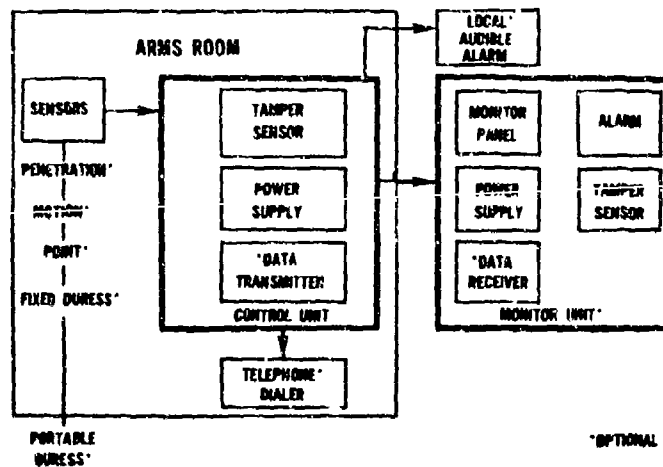 ARMS ROOM
LOCAL*
AUDIBLE
ALARM
SENSORS
TAMPER
SENSOR
MONITOR
PANEL
ALARM
PENETRATION*
POWER
SUPPLY
POWER
SUPPLY
TAMPER
SENSOR
MOTION*
POINT*
*DATA
TRANSMITTER
*DATA
RECEIVER
FIXED DURESS*
CONTROL UNIT
MONITOR UNIT*
TELEPHONE*
DIALER
PORTABLE
DURESS*
*OPTIONAL